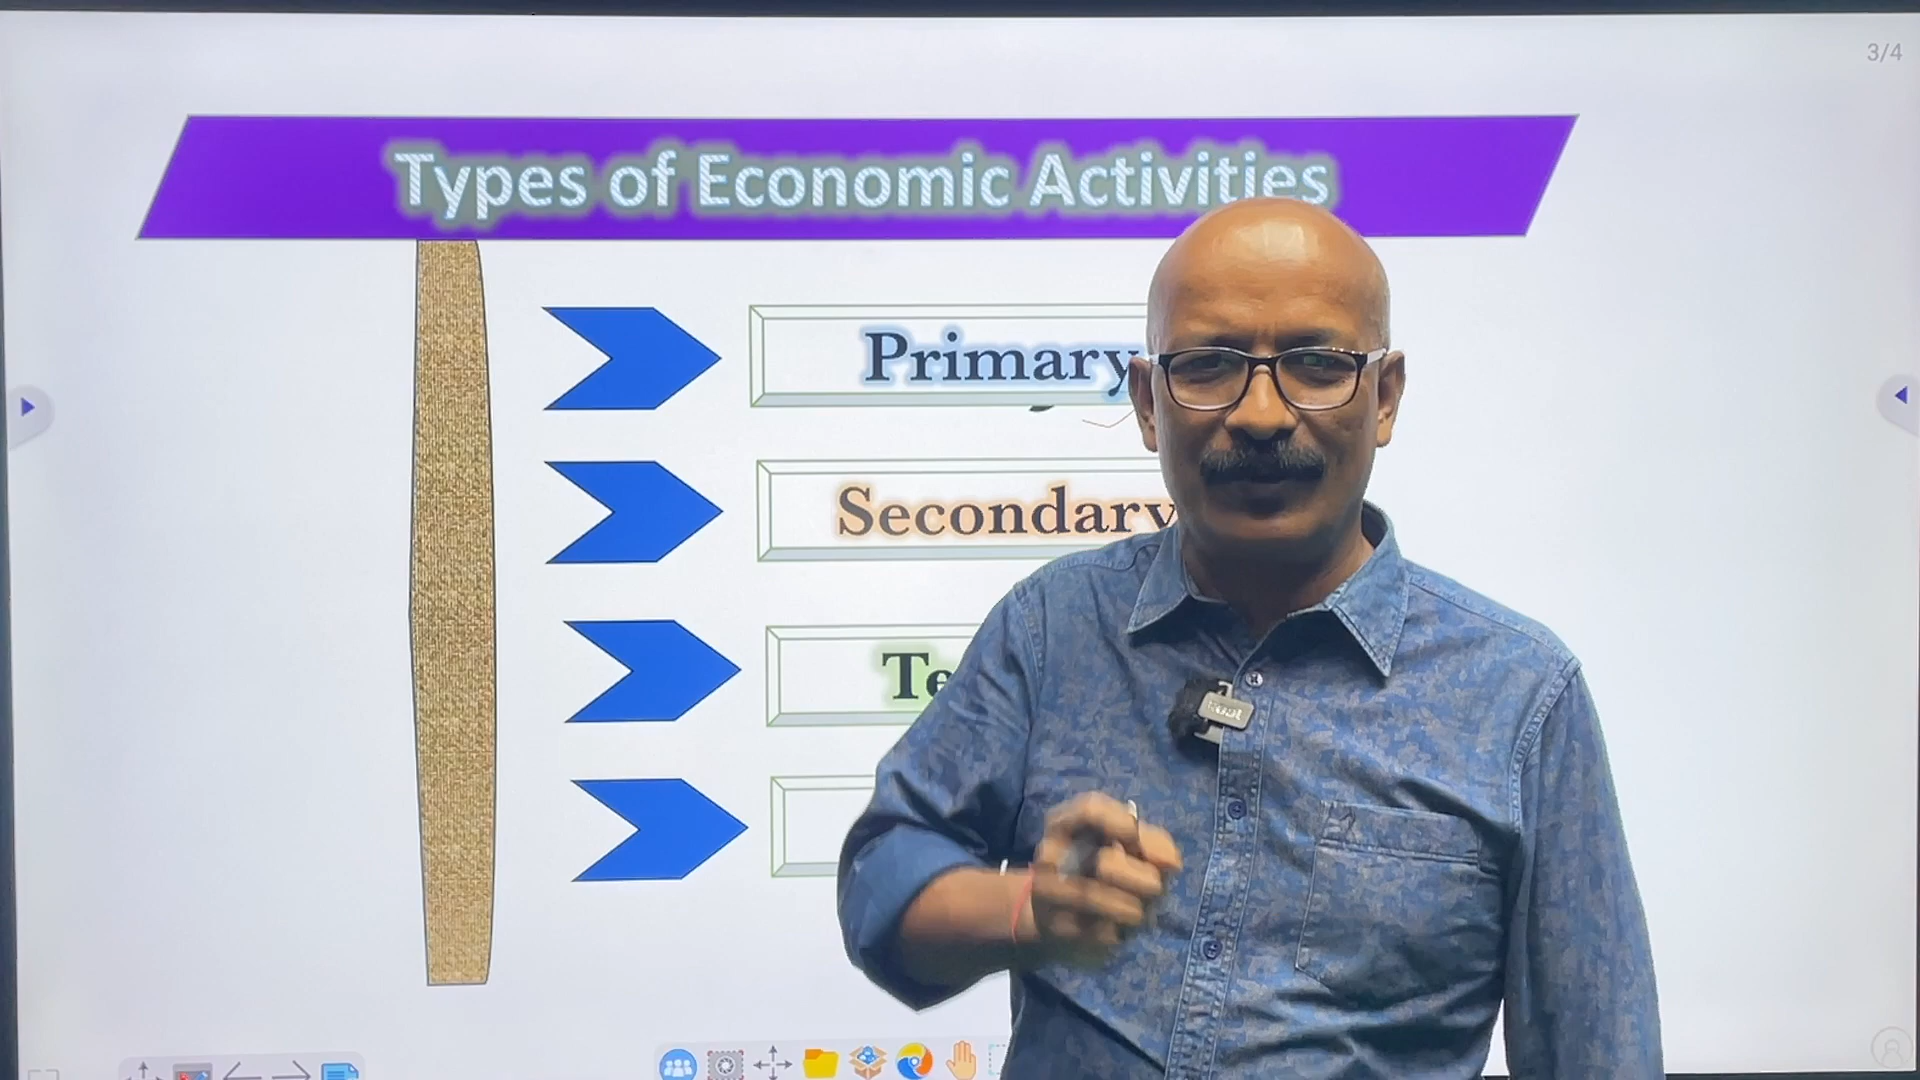 3/4
Types of Economic Activities
Primary
Secondary
Te